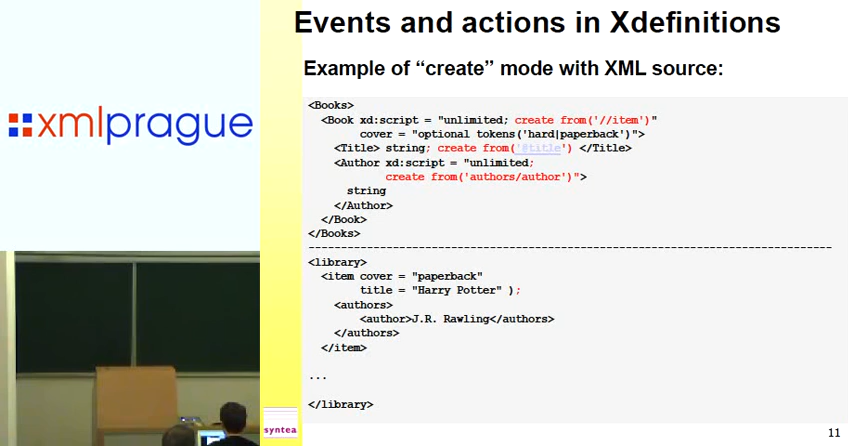 Events and actions in Xdefinitions
Example of “create” mode with XML source:
xmlprague
<Books>
<Book xd:script = "unlimited; create from('//item')"
cover = "optional tokens('hard|paperback')">
<Title> string; create from('@title') </Title>
<Author xd:script = "unlimited;
create from('authors/author')">
string
</Author>
</Book>
</Books>
--------------------------------------------------------------------------------
<library>
<item cover = "paperback"
title = "Harry Potter" );
<authors>
<author>J.R. Rawling</authors>
</authors>
</item>
...
</library>
syntea
11